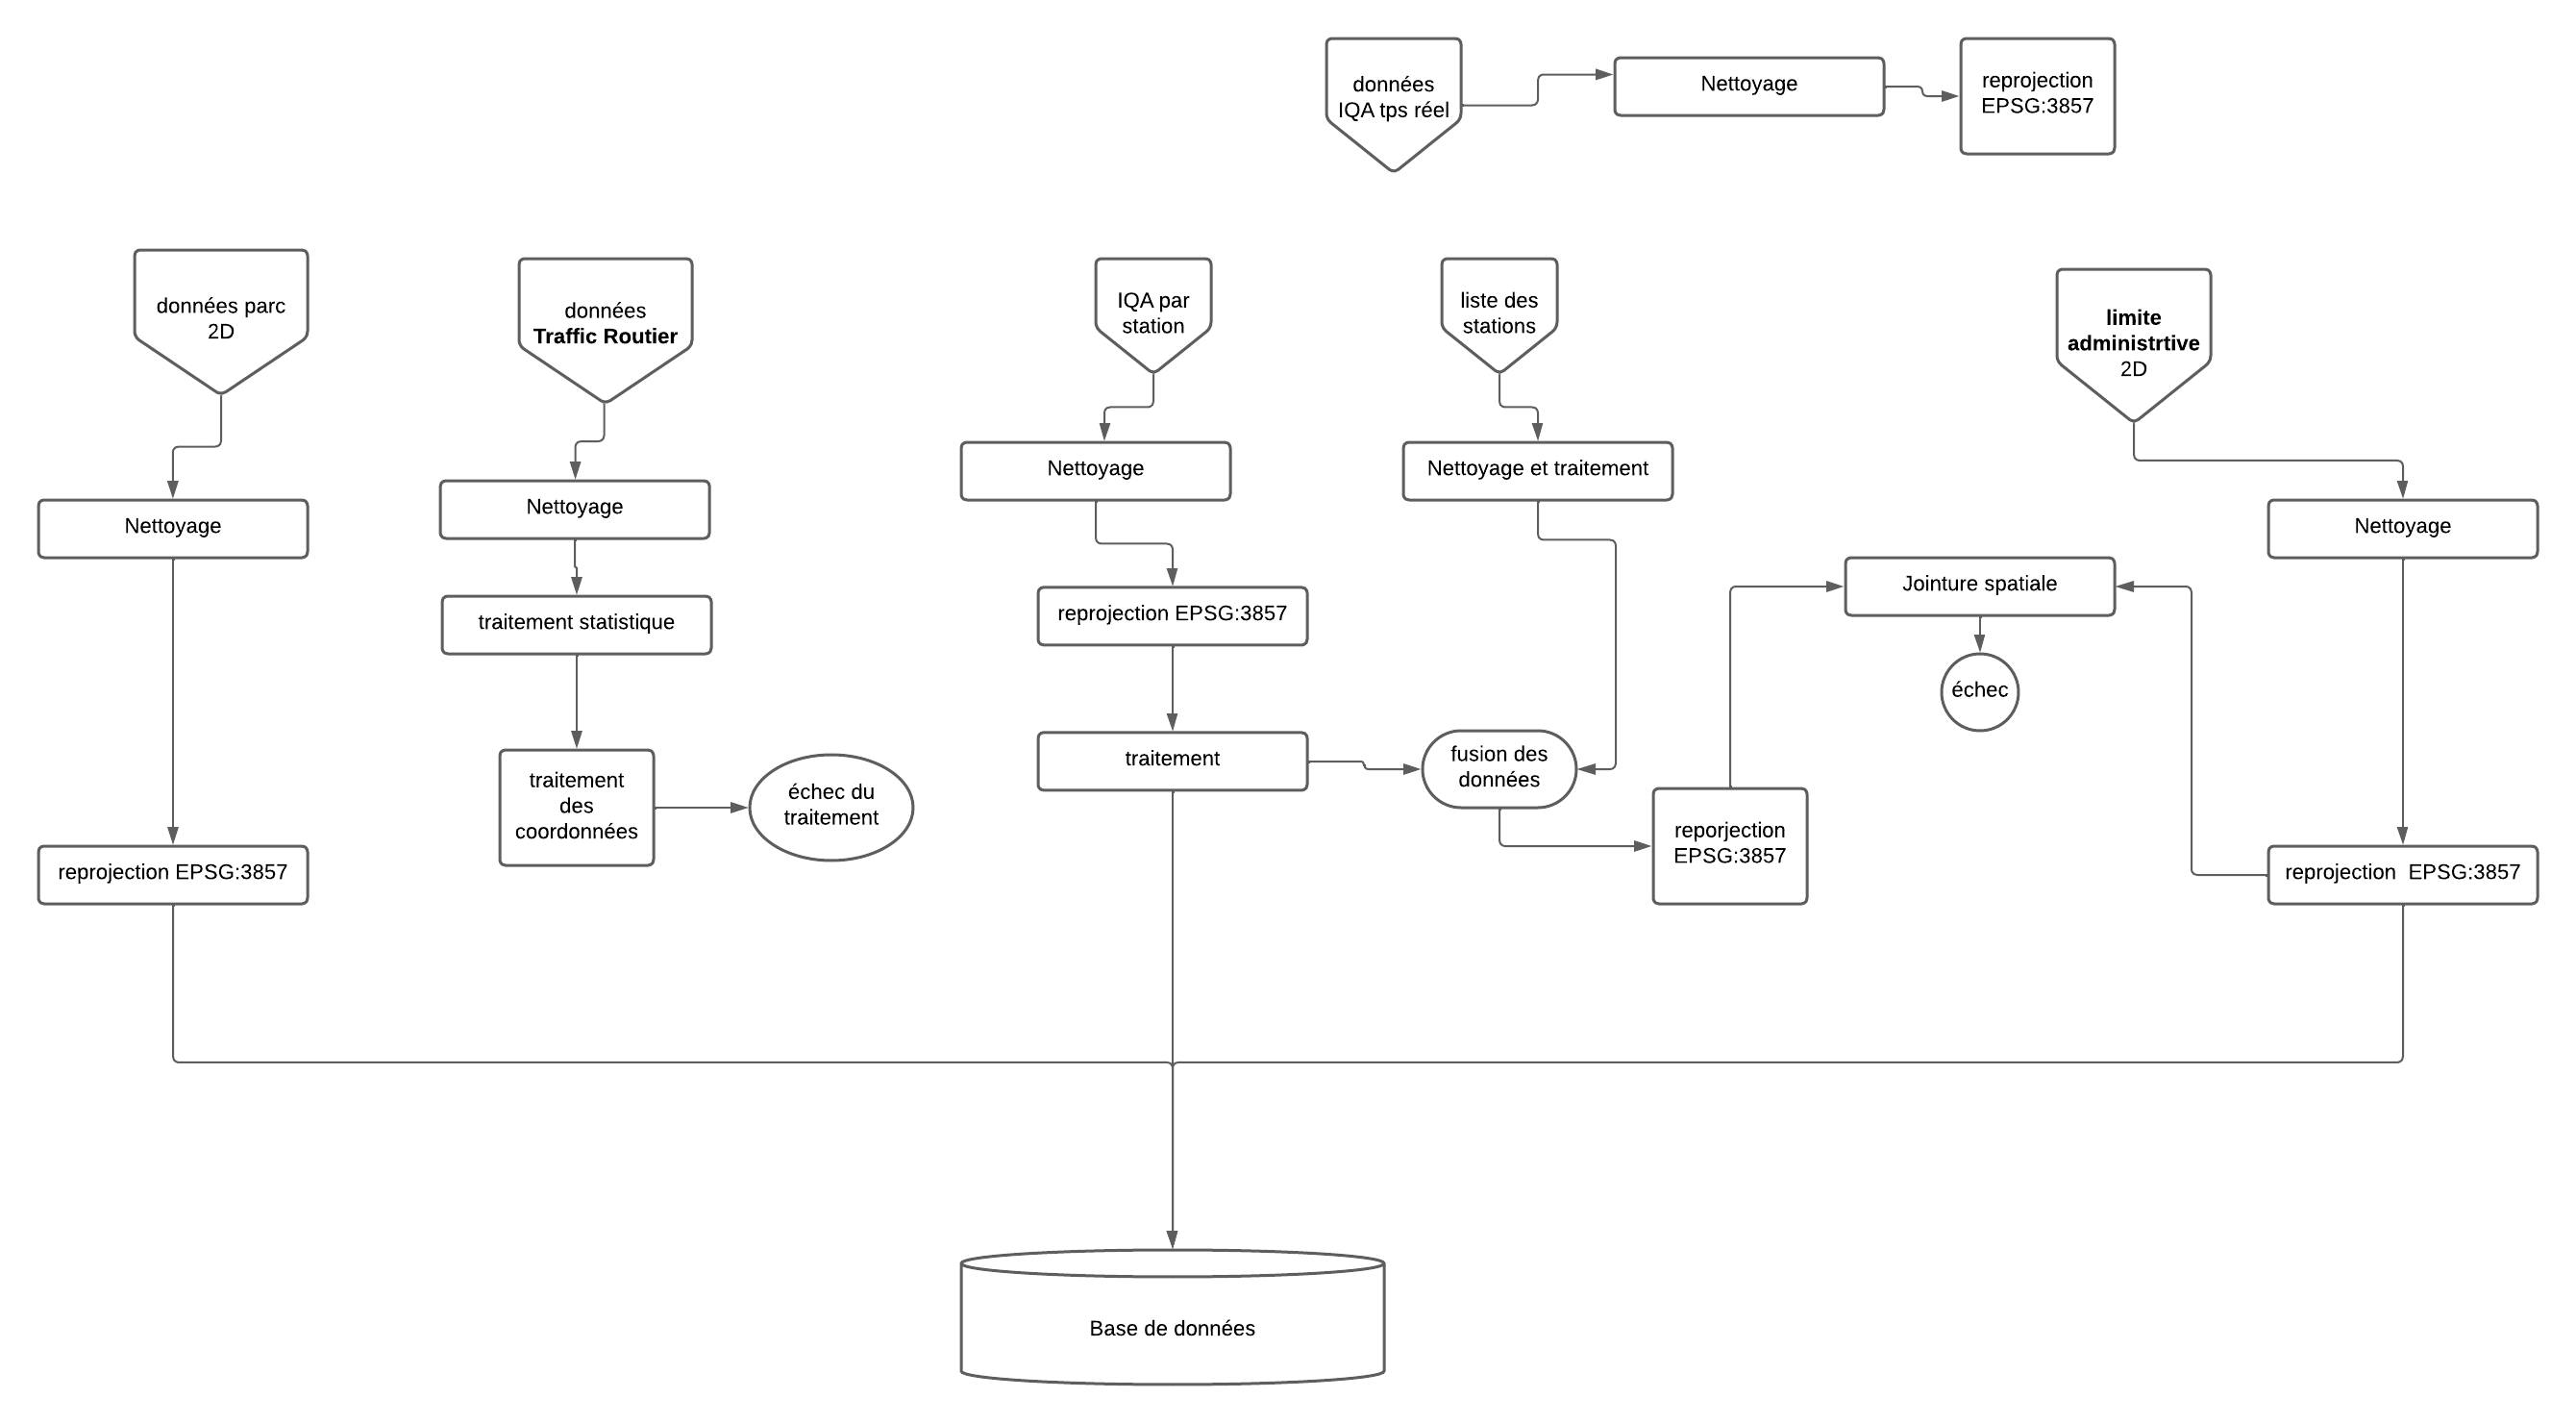 données
IQA tps réel
Nettoyage
reprojection
EPSG:3857
données parc
2D
données
Traffic Routier
IQA par
station
liste des
stations
limite
administrtive
2D
Nettoyage
Nettoyage
Nettoyage
Nettoyage et traitement
Nettoyage
traitement statistique
reprojection EPSG:3857
Jointure spatiale
échec
traitement
des
coordonnées
échec du
traitement
traitement
fusion des
données
reporjection
EPSG:3857
reprojection EPSG:3857
reprojection  EPSG:3857
Base de données